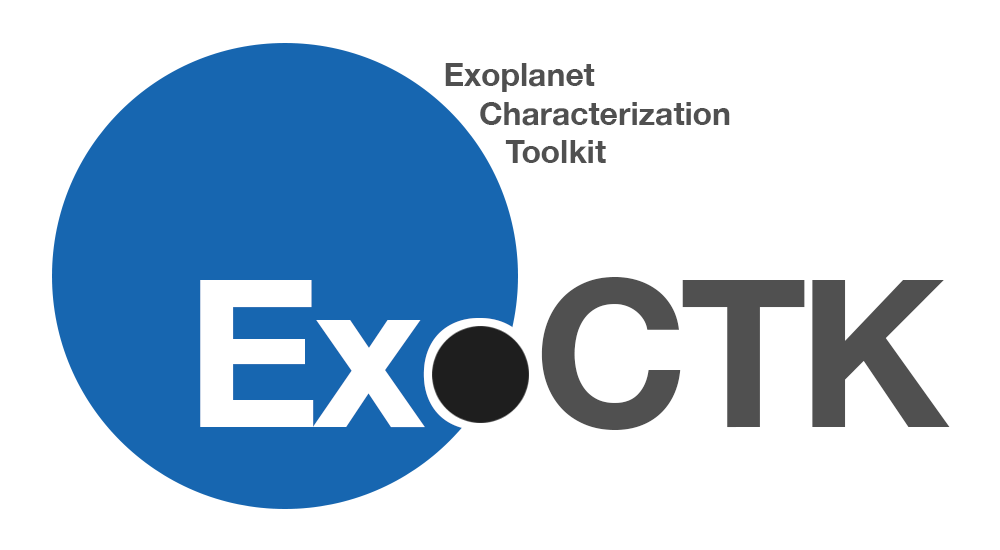 Exoplanet
Characterization
Toolkit
ExoCTK